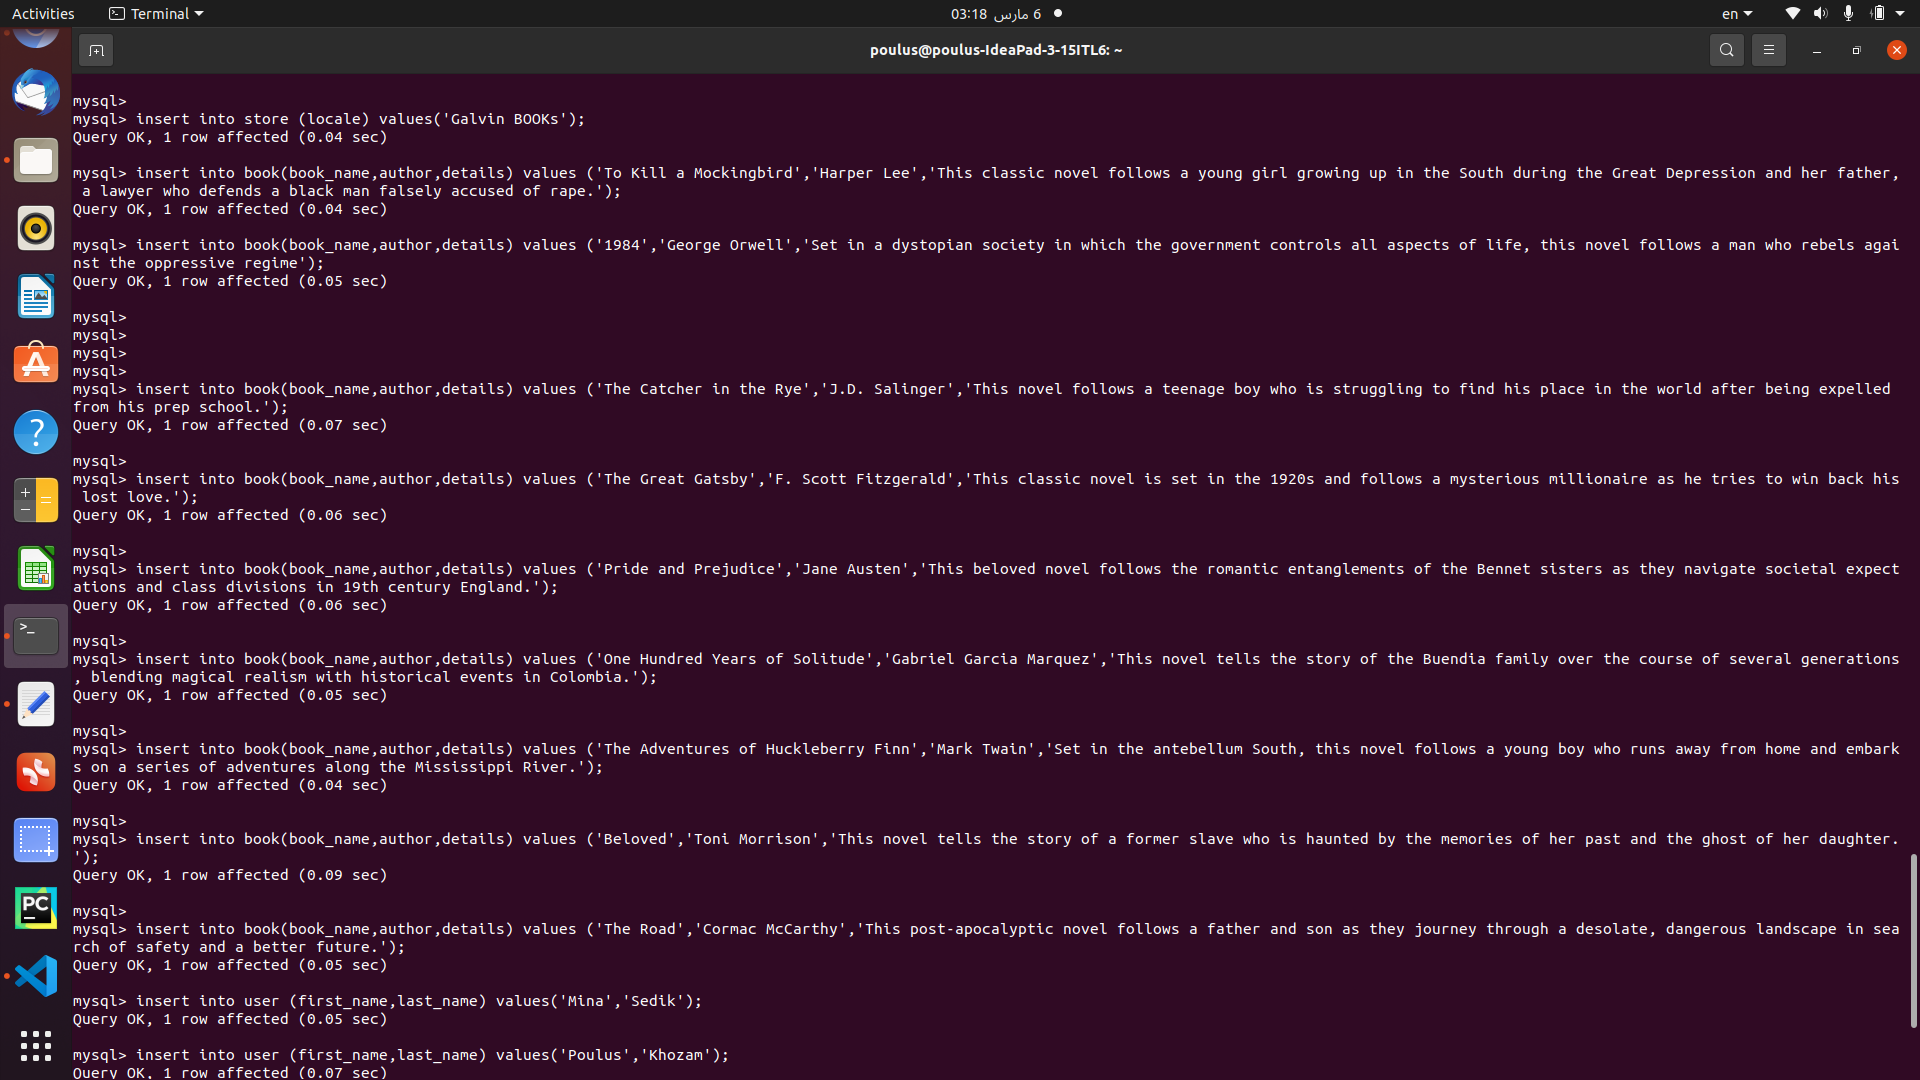 Activities
Terminal
03:18 6 مارس
en
poulus@poulus-IdeaPad-3-15ITL6: ~
mysql>
mysql> insert into store (locale) values('Galvin BOOKs');
Query OK, 1 row affected (0.04 sec)
mysql> insert into book(book_name,author,details) values ('To Kill a Mockingbird','Harper Lee','This classic novel follows a young girl growing up in the South during the Great Depression and her father,
 a lawyer who defends a black man falsely accused of rape.');
Query OK, 1 row affected (0.04 sec)
mysql> insert into book(book_name,author,details) values ('1984','George Orwell','Set in a dystopian society in which the government controls all aspects of life, this novel follows a man who rebels agai
nst the oppressive regime');
Query OK, 1 row affected (0.05 sec)
mysql>
mysql>
mysql>
mysql>
mysql> insert into book(book_name,author,details) values ('The Catcher in the Rye','J.D. Salinger','This novel follows a teenage boy who is struggling to find his place in the world after being expelled
from his prep school.');
Query OK, 1 row affected (0.07 sec)
mysql>
mysql> insert into book(book_name,author,details) values ('The Great Gatsby','F. Scott Fitzgerald','This classic novel is set in the 1920s and follows a mysterious millionaire as he tries to win back his
 lost love.');
Query OK, 1 row affected (0.06 sec)
mysql>
mysql> insert into book(book_name,author,details) values ('Pride and Prejudice','Jane Austen','This beloved novel follows the romantic entanglements of the Bennet sisters as they navigate societal expect
ations and class divisions in 19th century England.');
Query OK, 1 row affected (0.06 sec)
mysql>
mysql> insert into book(book_name,author,details) values ('One Hundred Years of Solitude','Gabriel Garcia Marquez','This novel tells the story of the Buendia family over the course of several generations
, blending magical realism with historical events in Colombia.');
Query OK, 1 row affected (0.05 sec)
mysql>
mysql> insert into book(book_name,author,details) values ('The Adventures of Huckleberry Finn','Mark Twain','Set in the antebellum South, this novel follows a young boy who runs away from home and embark
s on a series of adventures along the Mississippi River.');
Query OK, 1 row affected (0.04 sec)
mysql>
mysql> insert into book(book_name,author,details) values ('Beloved','Toni Morrison','This novel tells the story of a former slave who is haunted by the memories of her past and the ghost of her daughter.
');
Query OK, 1 row affected (0.09 sec)
mysql>
mysql> insert into book(book_name,author,details) values ('The Road','Cormac McCarthy','This post-apocalyptic novel follows a father and son as they journey through a desolate, dangerous landscape in sea
rch of safety and a better future.');
Query OK, 1 row affected (0.05 sec)
mysql> insert into user (first_name,last_name) values('Mina','Sedik');
Query OK, 1 row affected (0.05 sec)
mysql> insert into user (first_name,last_name) values('Poulus','Khozam');
Query OK, 1 row affected (0.07 sec)
PC